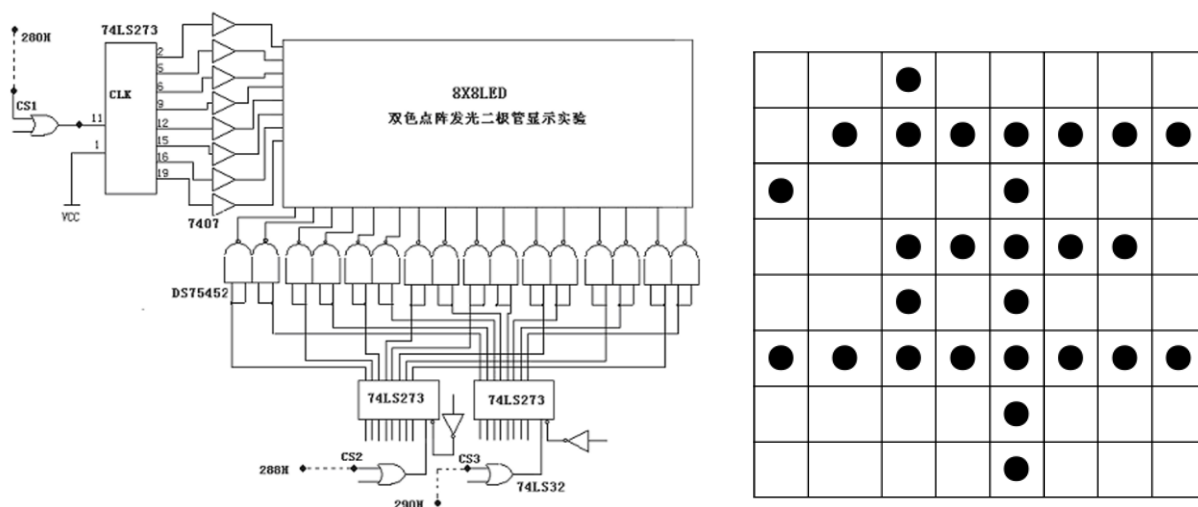 280H
CS1
11
1
VCC
74LS273
CLK
2
5
6
9
12
15
16
19
7407
8X8LED
双色点阵发光二极管显示实验
DS75452
74LS273
74LS273
288H
CS2
290H
CS3
74LS32